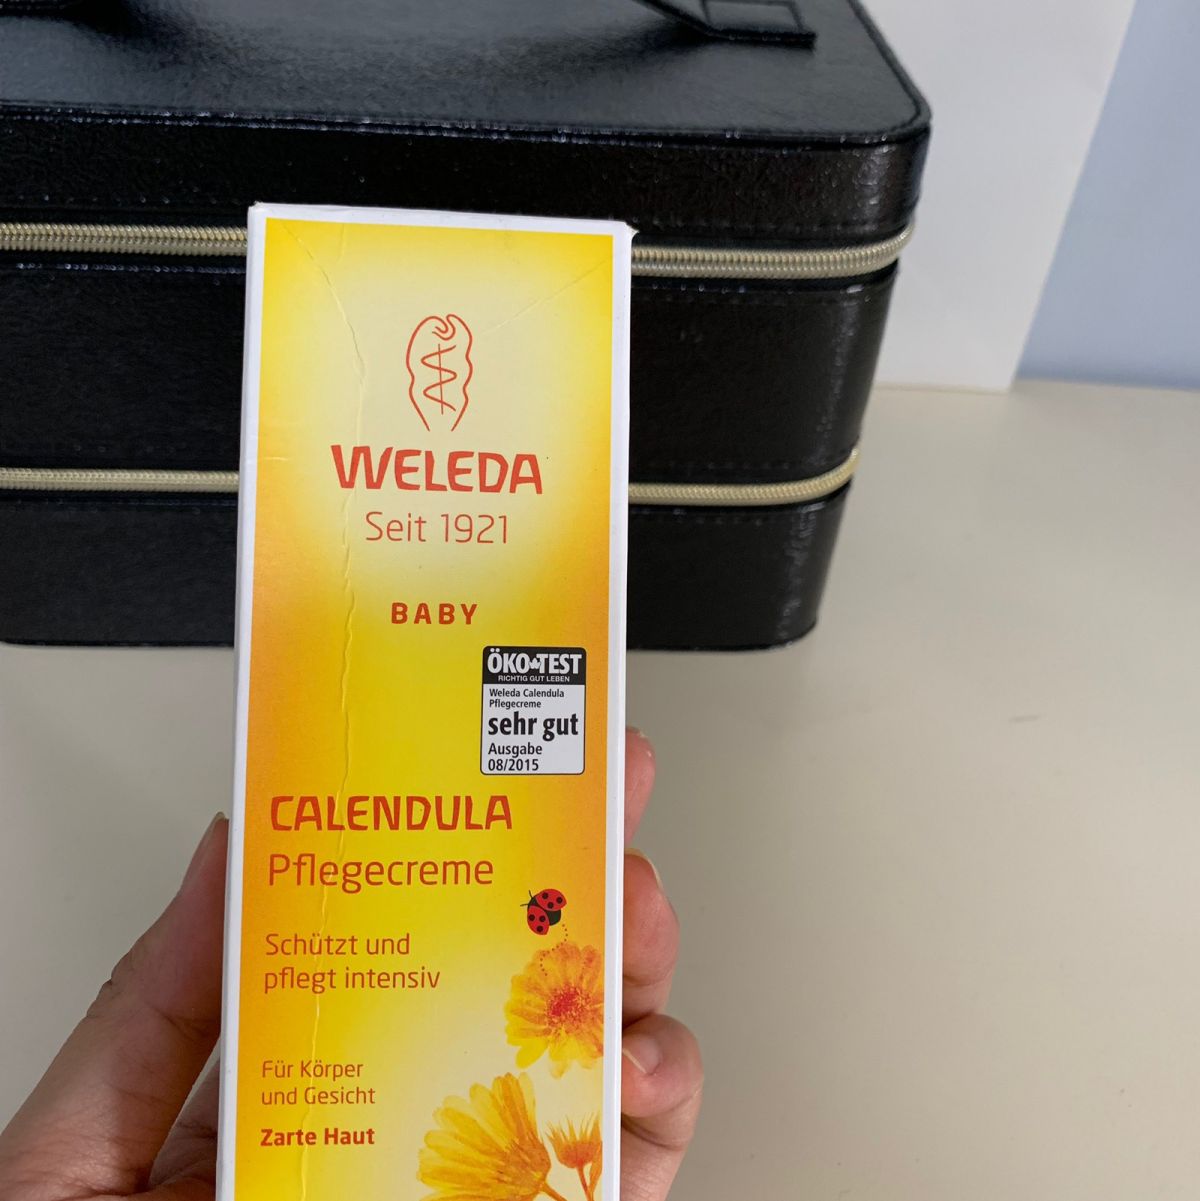 WELEDA
Seit 1921
BABY
ÖKO TEST
RICHTIG GUT LEBEN
Weleda Calendula
Pflegecreme
sehr gut
Ausgabe
08/2015
CALENDULA
Pflegecreme
Schützt und
pflegt intensiv
Für Körper
und Gesicht
Zarte Haut